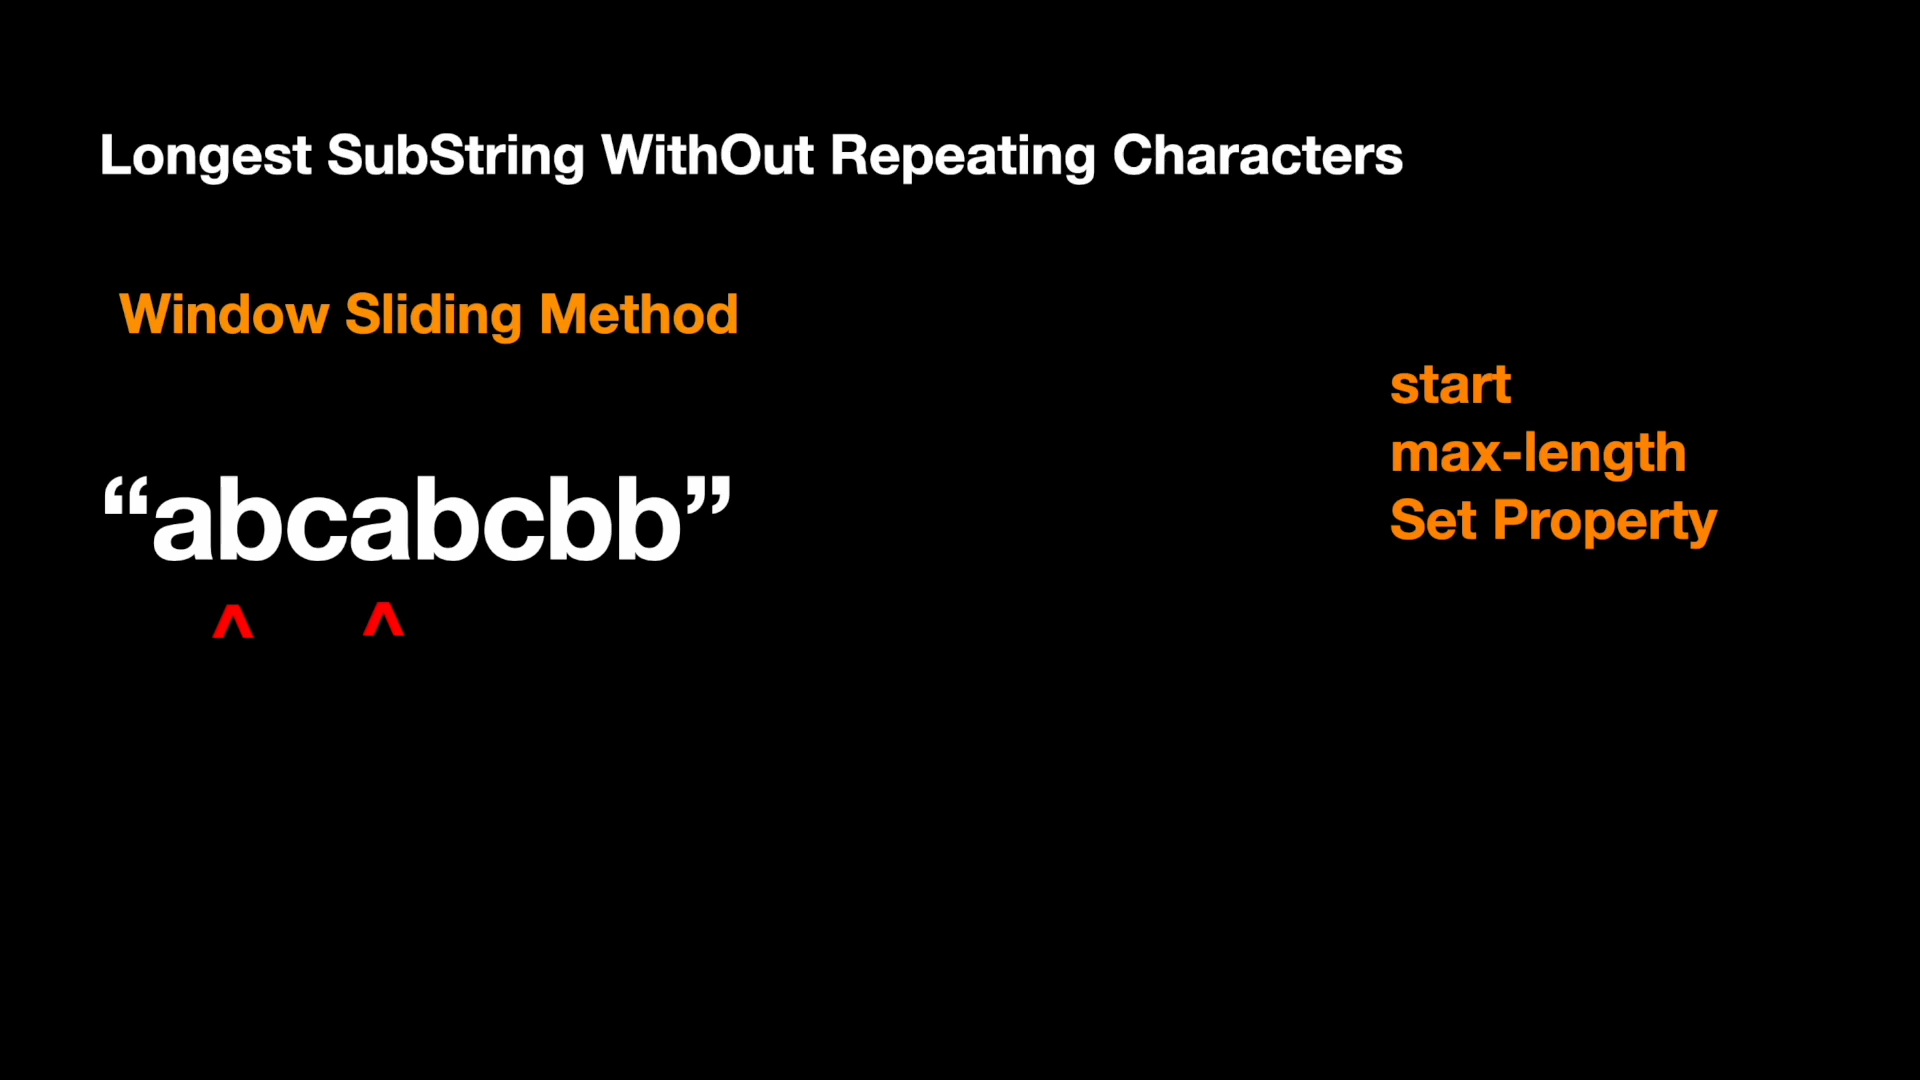 Longest SubString WithOut Repeating Characters
Window Sliding Method
start
max-length
Set Property
“abcabcbb”
^ ^